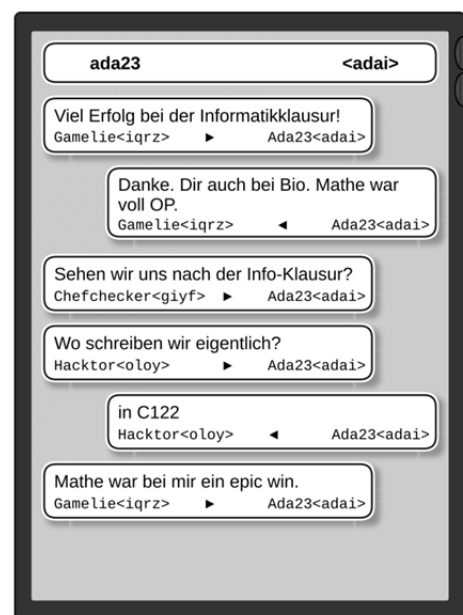 ada23 <adai>
Viel Erfolg bei der Informatikklausur!
Gamelie<iqrz> ► Ada23<adai>
Danke. Dir auch bei Bio. Mathe war
voll OP.
Gamelie<iqrz> ◄ Ada23<adai>
Sehen wir uns nach der Info-Klausur?
Chefchecker<giyf> ► Ada23<adai>
Wo schreiben wir eigentlich?
Hacktor<oloy> ► Ada23<adai>
in C122
Hacktor<oloy> ◄ Ada23<adai>
Mathe war bei mir ein epic win.
Gamelie<iqrz> ► Ada23<adai>